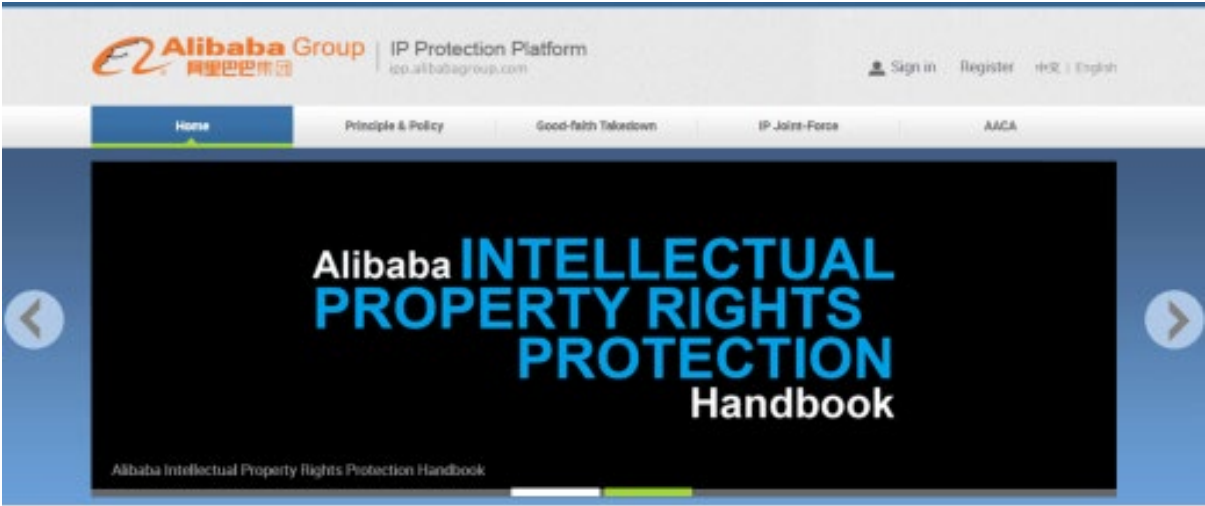 Alibaba Group
阿里巴巴集团
IP Protection Platform
ipp.alibabagroup.com
Sign in Register 中文 | English
Home Principle & Policy Good-faith Takedown IP Joint-Force AACA
Alibaba INTELLECTUAL
PROPERTY RIGHTS
PROTECTION
Handbook
Alibaba Intellectual Property Rights Protection Handbook